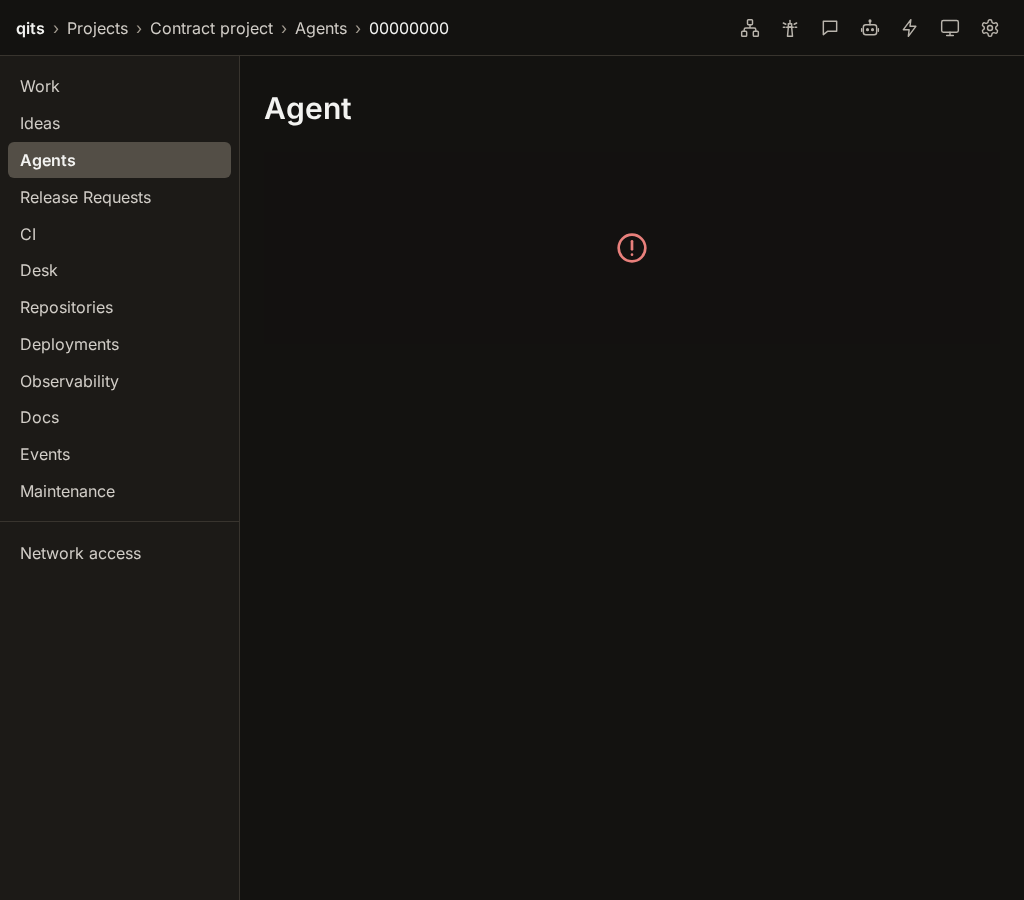 qits › Projects › Contract project › Agents › 00000000
Work
Ideas
Agents
Release Requests
CI
Desk
Repositories
Deployments
Observability
Docs
Events
Maintenance
Network access
Agent